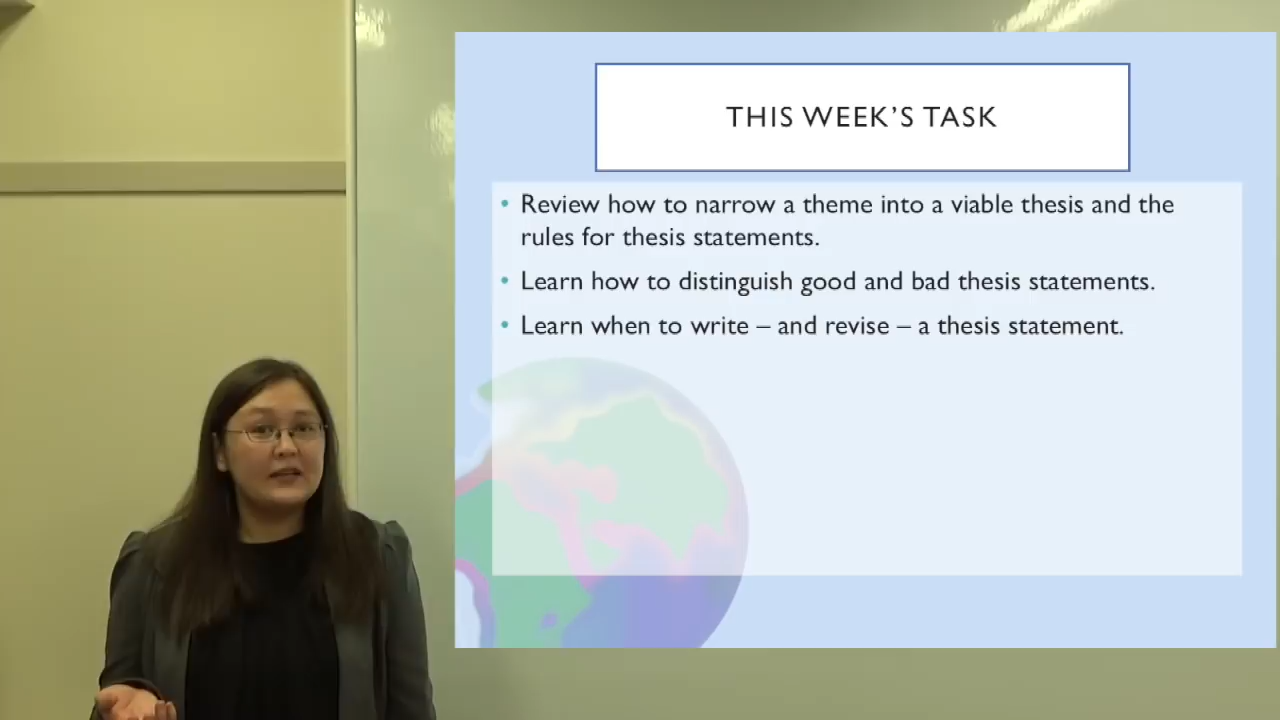 THIS WEEK'S TASK
• Review how to narrow a theme into a viable thesis and the
rules for thesis statements.
• Learn how to distinguish good and bad thesis statements.
• Learn when to write – and revise – a thesis statement.